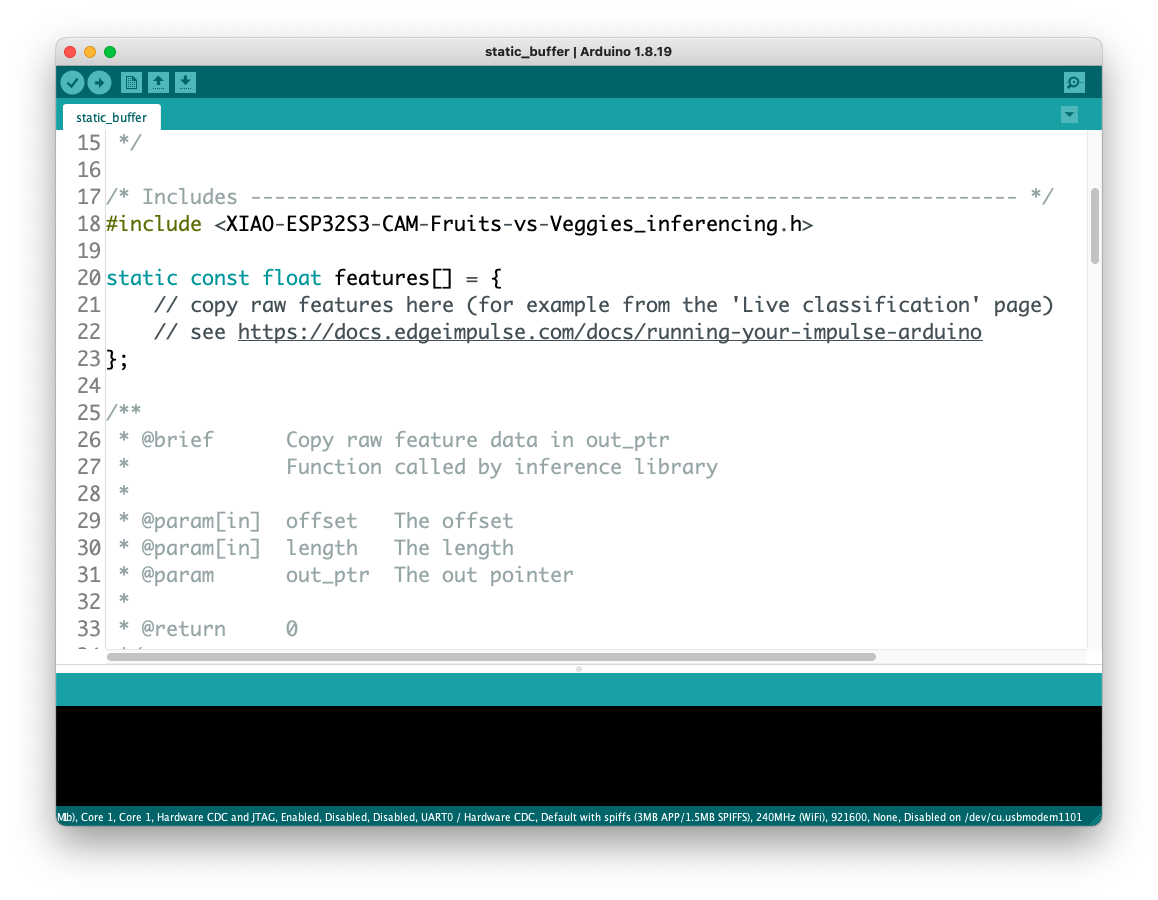 static_buffer | Arduino 1.8.19
static_buffer
15 */
16
17 /* Includes ---------------------------------------------------------------- */
18 #include <XIAO-ESP32S3-CAM-Fruits-vs-Veggies_inferencing.h>
19
20 static const float features[] = {
21 // copy raw features here (for example from the 'Live classification' page)
22 // see https://docs.edgeimpulse.com/docs/running-your-impulse-arduino
23 };
24
25 /**
26 * @brief Copy raw feature data in out_ptr
27 * Function called by inference library
28 *
29 * @param[in] offset The offset
30 * @param[in] length The length
31 * @param out_ptr The out pointer
32 *
33 * @return 0
Core 1, Core 1, Hardware CDC and JTAG, Enabled, Disabled, Disabled, UART0 / Hardware CDC, Default with spiffs (3MB APP/1.5MB SPIFFS), 240MHz (WiFi), 921600, None, Disabled on /dev/cu.usbmodem1101